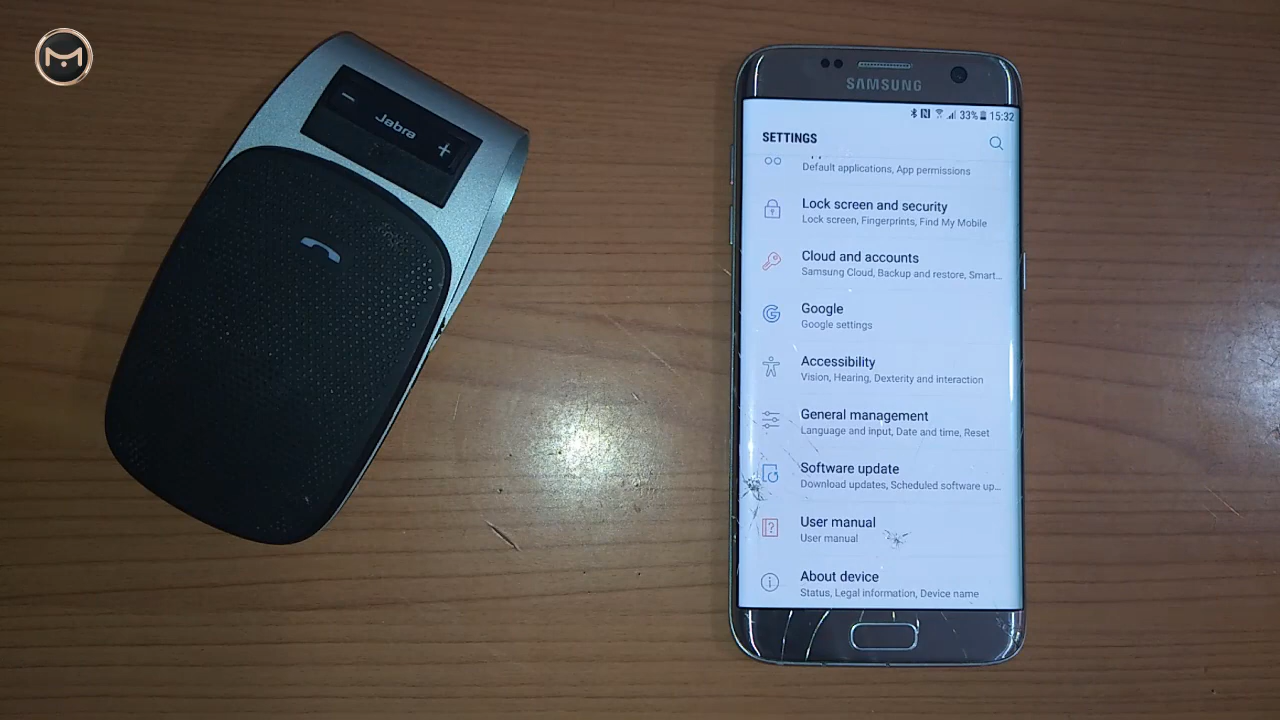 Jabra
SAMSUNG
33% 15:32
SETTINGS
Default applications, App permissions
Lock screen and security
Lock screen, Fingerprints, Find My Mobile
Cloud and accounts
Samsung Cloud, Backup and restore, Smart...
Google
Google settings
Accessibility
Vision, Hearing, Dexterity and interaction
General management
Language and input, Date and time, Reset
Software update
Download updates, Scheduled software up...
User manual
User manual
About device
Status, Legal information, Device name